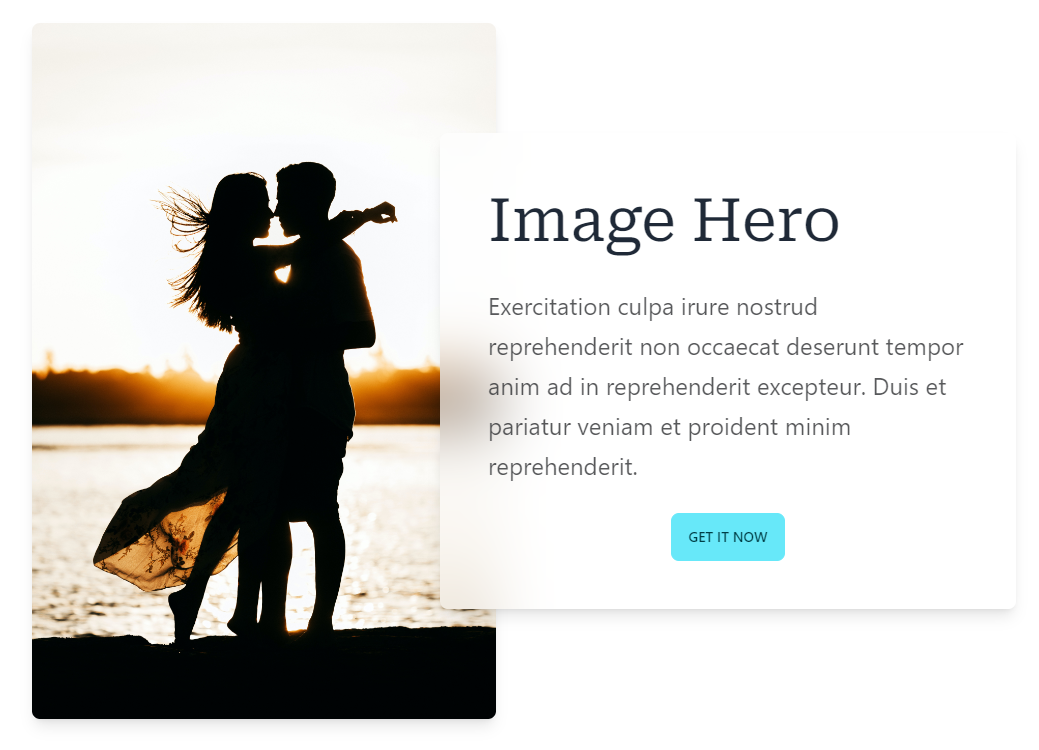 Image Hero
Exercitation culpa irure nostrud
reprehenderit non occaecat deserunt tempor
anim ad in reprehenderit excepteur. Duis et
pariatur veniam et proident minim
reprehenderit.
GET IT NOW